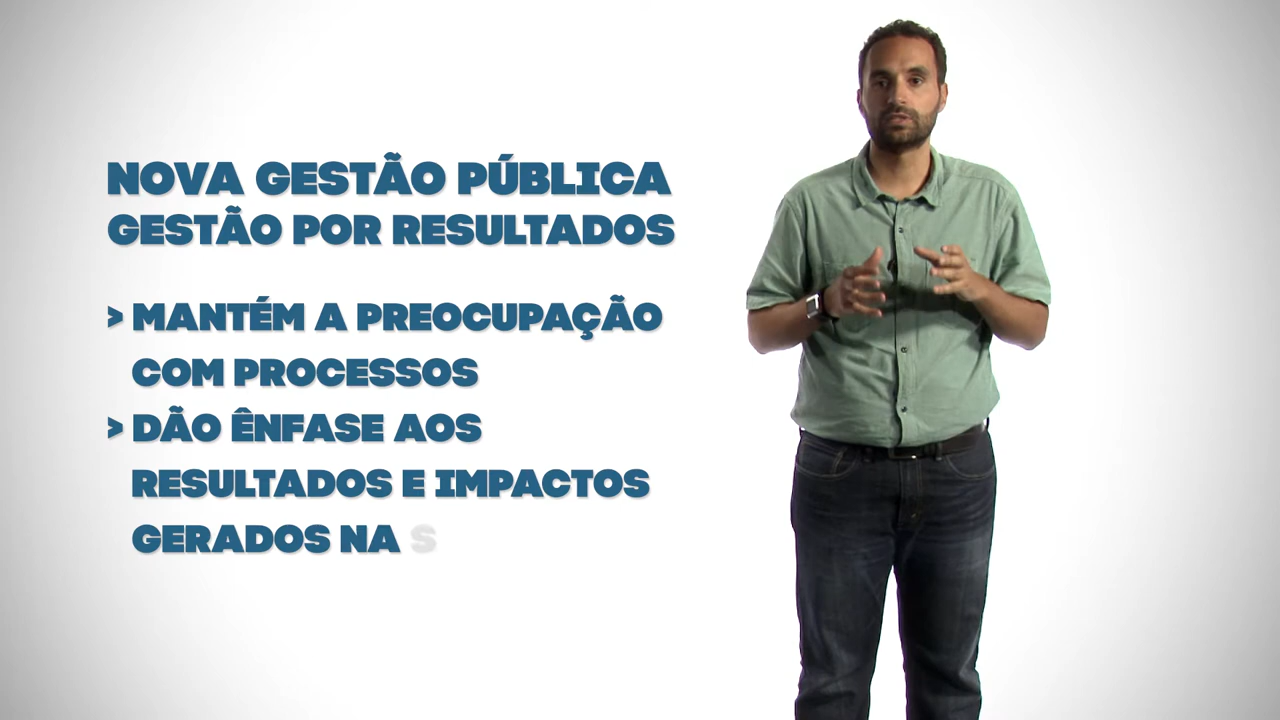 NOVA GESTÃO PÚBLICA
GESTÃO POR RESULTADOS
> MANTÉM A PREOCUPAÇÃO
COM PROCESSOS
> DÃO ÊNFASE AOS
RESULTADOS E IMPACTOS
GERADOS NA S